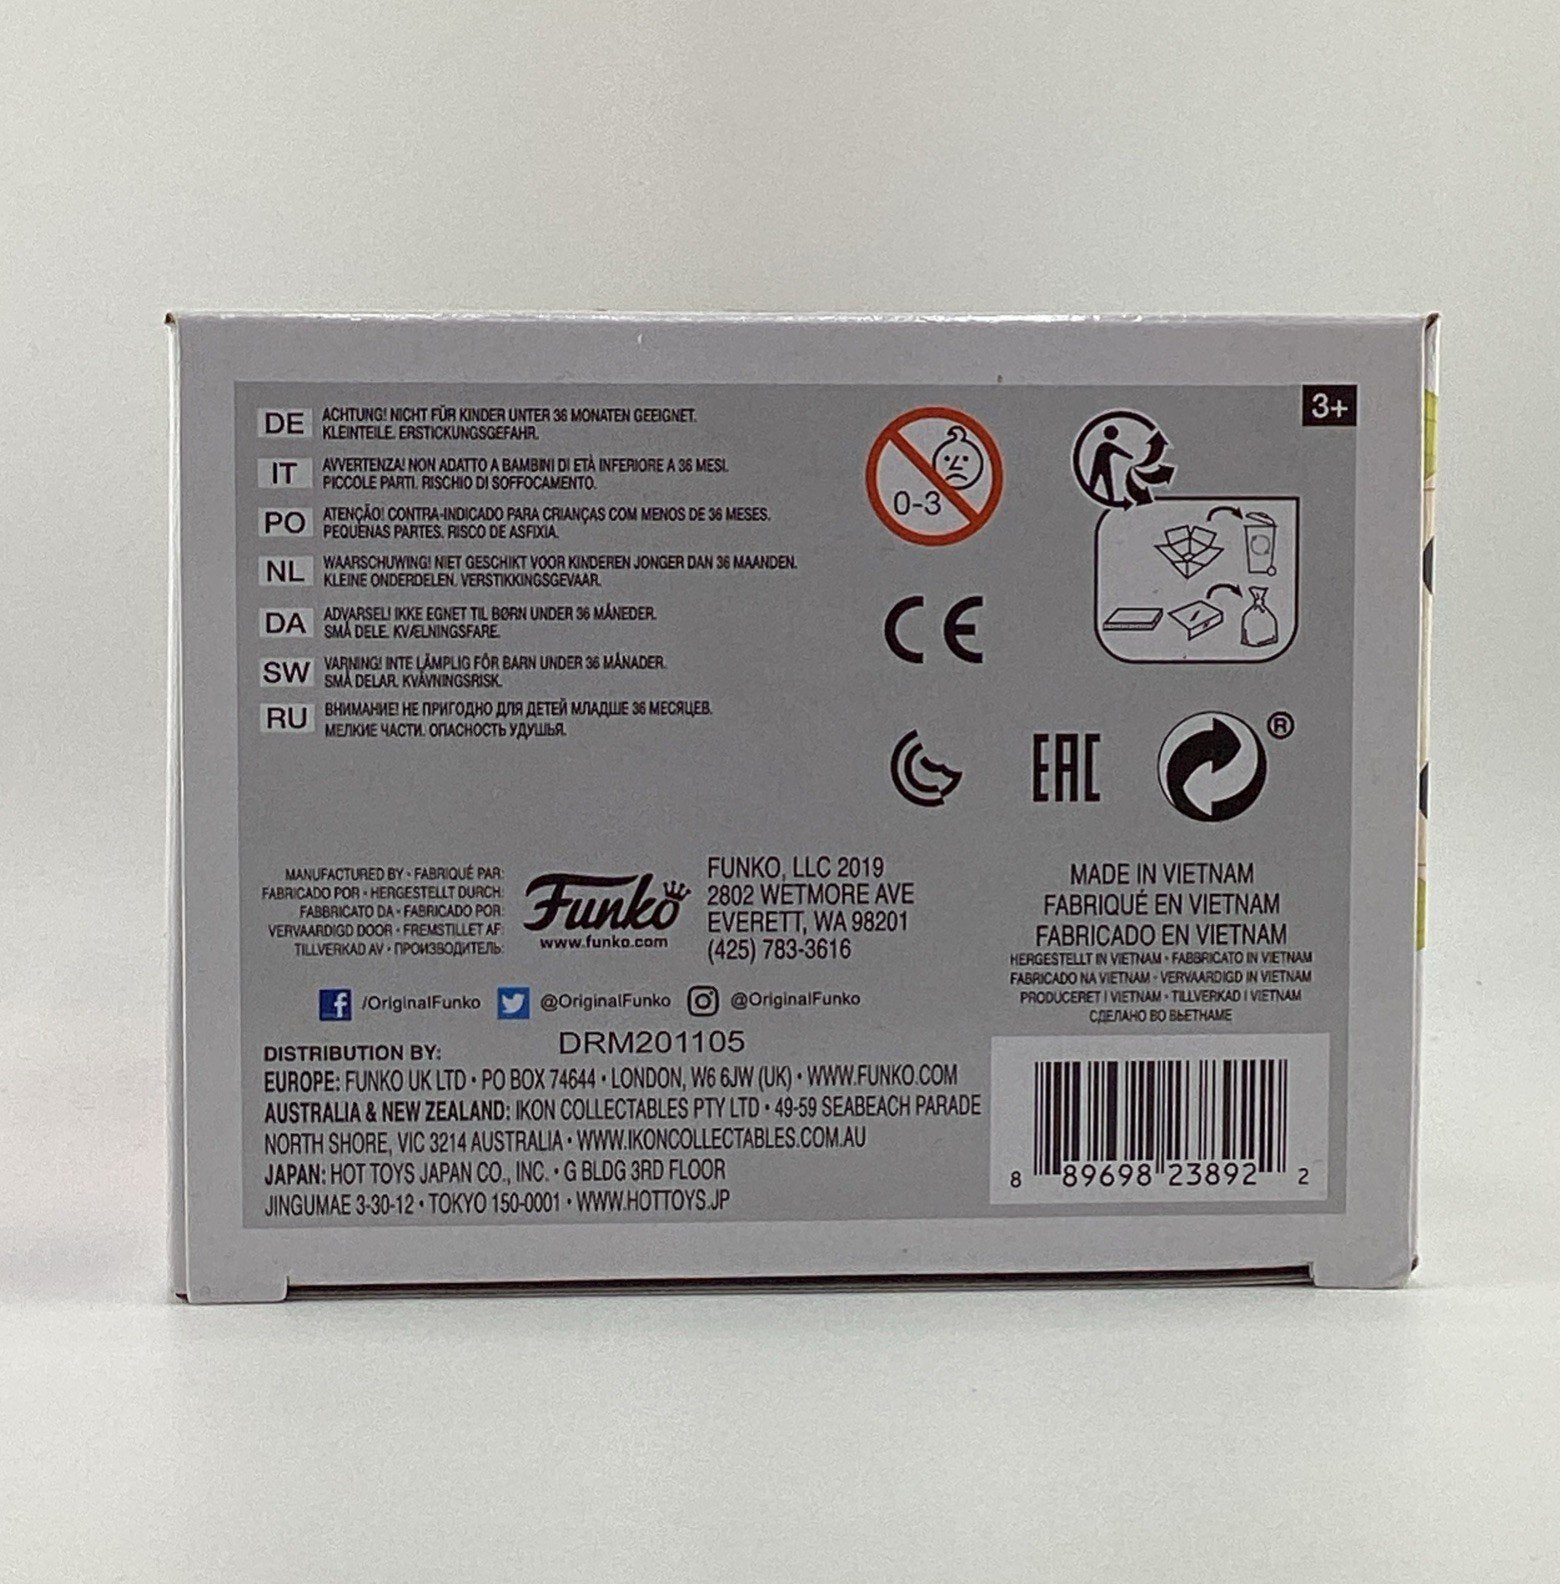 3+
DE
ACHTUNG! NICHT FÜR KINDER UNTER 36 MONATEN GEEIGNET.
KLEINTEILE. ERSTICKUNGSGEFAHR.
IT
AVVERTENZA! NON ADATTO A BAMBINI DI ETÀ INFERIORE A 36 MESI.
PICCOLE PARTI. RISCHIO DI SOFFOCAMENTO.
PO
ATENÇÃO! CONTRA-INDICADO PARA CRIANÇAS COM MENOS DE 36 MESES.
PEQUENAS PARTES. RISCO DE ASFIXIA.
NL
WAARSCHUWING! NIET GESCHIKT VOOR KINDEREN JONGER DAN 36 MAANDEN.
KLEINE ONDERDELEN. VERSTIKKINGSGEVAAR.
DA
ADVARSEL! IKKE EGNET TIL BØRN UNDER 36 MÅNEDER.
SMÅ DELE. KVÆLNINGSFARE.
SW
VARNING! INTE LÄMPLIG FÖR BARN UNDER 36 MÅNADER.
SMÅ DELAR. KVÄVNINGSRISK.
RU
ВНИМАНИЕ! НЕ ПРИГОДНО ДЛЯ ДЕТЕЙ МЛАДШЕ 36 МЕСЯЦЕВ.
МЕЛКИЕ ЧАСТИ. ОПАСНОСТЬ УДУШЬЯ.
0-3
CE
EAC
®
MANUFACTURED BY • FABRIQUÉ PAR:
FABRICADO POR • HERGESTELLT DURCH:
FABBRICATO DA • FABRICADO POR:
VERVAARDIGD DOOR • FREMSTILLET AF:
TILLVERKAD AV • ПРОИЗВОДИТЕЛЬ:
Funko
www.funko.com
FUNKO, LLC 2019
2802 WETMORE AVE
EVERETT, WA 98201
(425) 783-3616
MADE IN VIETNAM
FABRIQUÉ EN VIETNAM
FABRICADO EN VIETNAM
HERGESTELLT IN VIETNAM • FABBRICATO IN VIETNAM
FABRICADO NA VIETNAM • VERVAARDIGD IN VIETNAM
PRODUCERET I VIETNAM • TILLVERKAD I VIETNAM
СДЕЛАНО ВО ВЬЕТНАМЕ
f /OriginalFunko @OriginalFunko @OriginalFunko
DRM201105
DISTRIBUTION BY:
EUROPE: FUNKO UK LTD • PO BOX 74644 • LONDON, W6 6JW (UK) • WWW.FUNKO.COM
AUSTRALIA & NEW ZEALAND: IKON COLLECTABLES PTY LTD • 49-59 SEABEACH PARADE
NORTH SHORE, VIC 3214 AUSTRALIA • WWW.IKONCOLLECTABLES.COM.AU
JAPAN: HOT TOYS JAPAN CO., INC. • G BLDG 3RD FLOOR
JINGUMAE 3-30-12 • TOKYO 150-0001 • WWW.HOTTOYS.JP
8 89698 23892 2